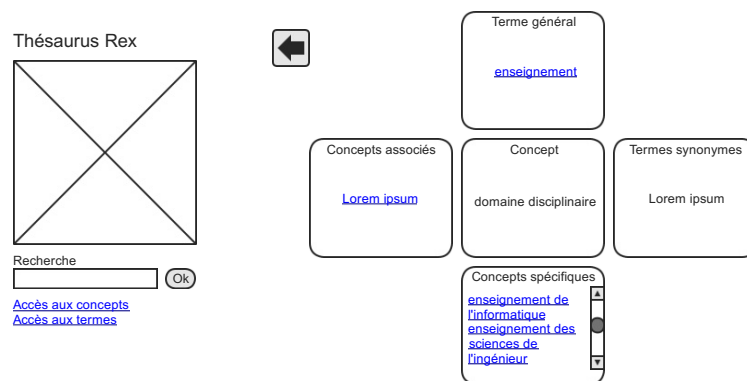 Thésaurus Rex
Recherche
Ok
Accès aux concepts
Accès aux termes
Terme général
enseignement
Concepts associés
Lorem ipsum
Concept
domaine disciplinaire
Termes synonymes
Lorem ipsum
Concepts spécifiques
enseignement de
l'informatique
enseignement des
sciences de
l'ingénieur